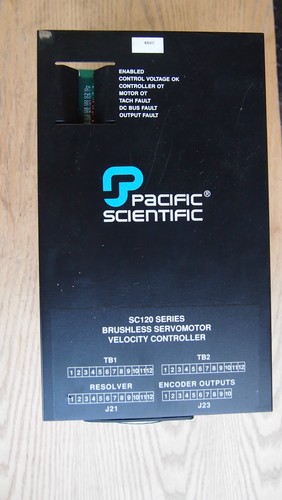 ENABLED
CONTROL VOLTAGE OK
CONTROLLER OT
MOTOR OT
TACH FAULT
DC BUS FAULT
OUTPUT FAULT
PACIFIC®
SCIENTIFIC
SC120 SERIES
BRUSHLESS SERVOMOTOR
VELOCITY CONTROLLER
TB1 TB2
1 2 3 4 5 6 7 8 9 10 11 12 1 2 3 4 5 6 7 8 9 10 11 12
RESOLVER ENCODER OUTPUTS
1 2 3 4 5 6 7 8 9 10 11 12 1 2 3 4 5 6 7 8 9 10
J21 J23